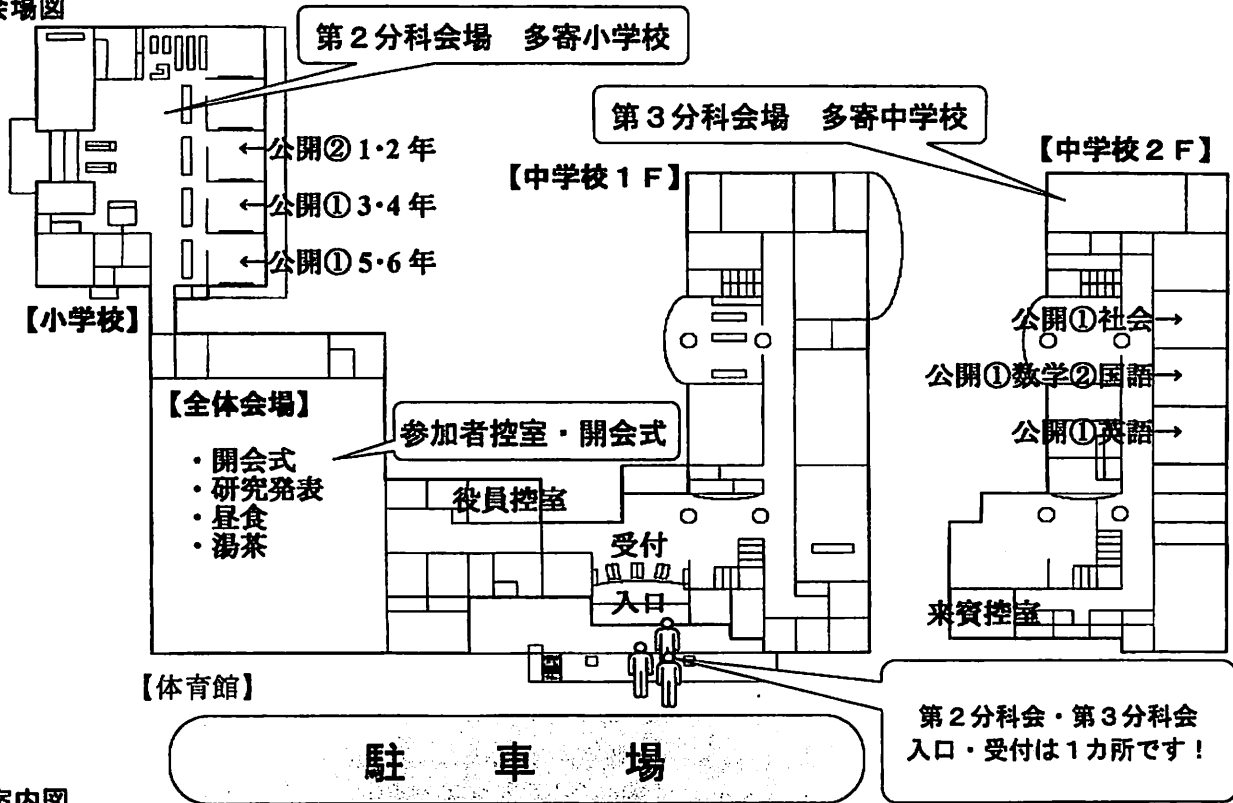 会場図
第2分科会場 多寄小学校
第3分科会場 多寄中学校
公開② 1・2 年
公開① 3・4 年
公開① 5・6 年
【小学校】
【中学校1F】
【中学校2F】
公開①社会→
公開①数学②国語→
公開①英語→
【全体会場】
・開会式
・研究発表
・昼食
・湯茶
参加者控室・開会式
役員控室
受付
入口
来賓控室
【体育館】
第2分科会・第3分科会
入口・受付は1カ所です！
駐 車 場
案内図